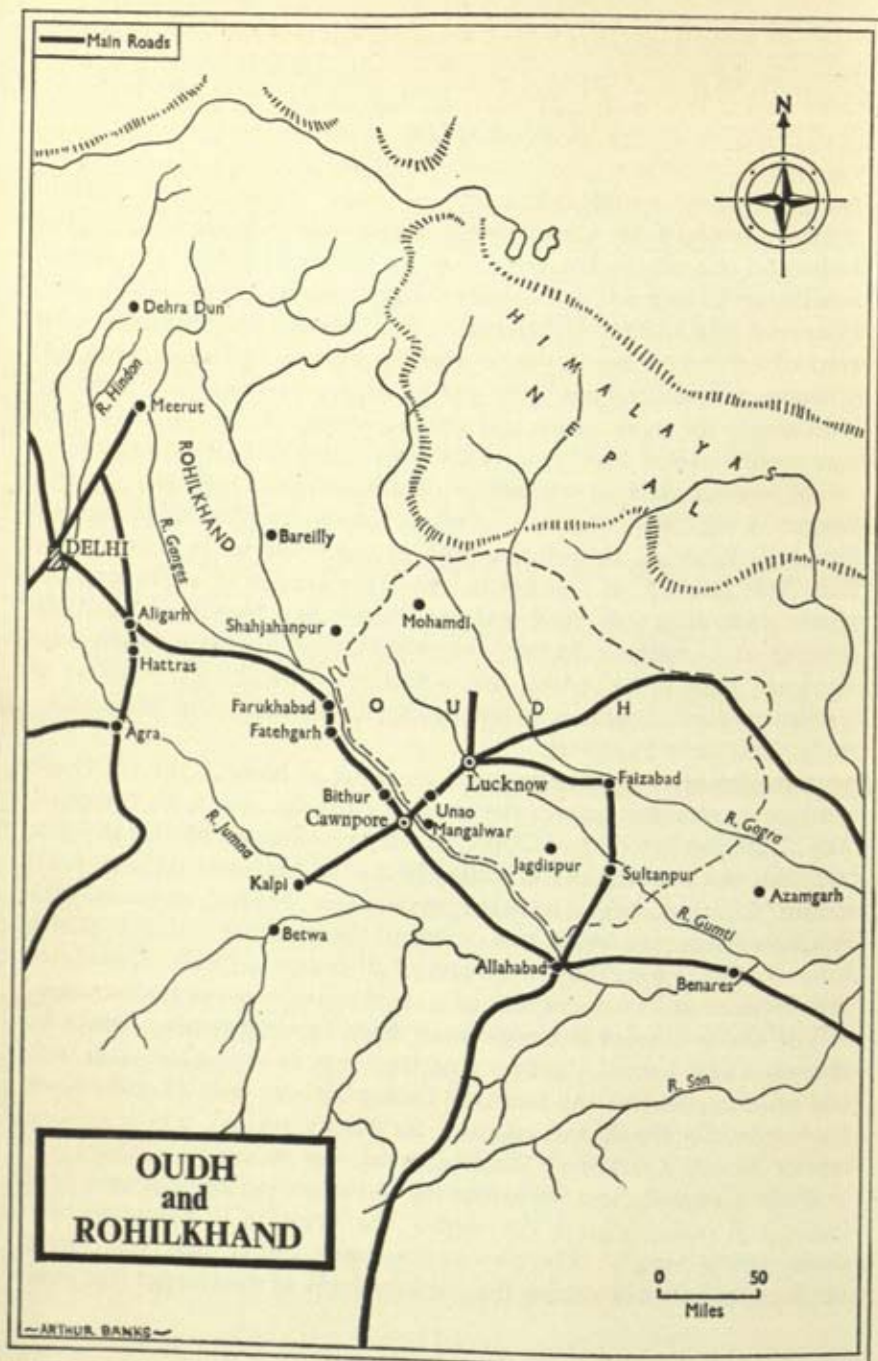 Main Roads
N
Dehra Dun
R. Hindon
Meerut
HIMALAYAS
NEPAL
ROHILKHAND
R. Ganges
Bareilly
DELHI
Aligarh
Shahjahanpur
Mohamdi
Hattras
OUDH
Farukhabad
Fatehgarh
Agra
Lucknow
Faizabad
Bithur
Unao
Cawnpore
Mangalwar
R. Gogra
R. Jumna
Jagdispur
Sultanpur
Kalpi
Azamgarh
R. Gumti
Betwa
Allahabad
Benares
R. Son
OUDH
and
ROHILKHAND
0 50
Miles
~ARTHUR BANKS~